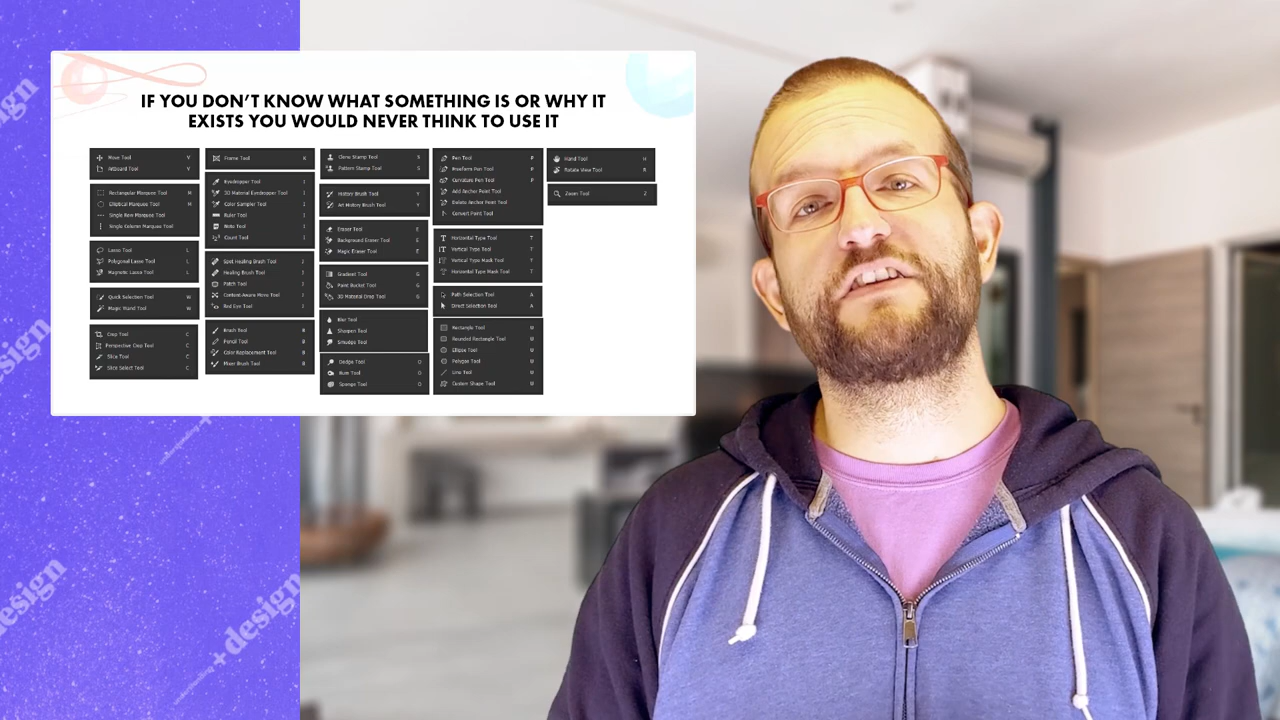 IF YOU DON'T KNOW WHAT SOMETHING IS OR WHY IT
EXISTS YOU WOULD NEVER THINK TO USE IT
Move Tool V
Artboard Tool V
Rectangular Marquee Tool M
Elliptical Marquee Tool M
Single Row Marquee Tool
Single Column Marquee Tool
Lasso Tool L
Polygonal Lasso Tool L
Magnetic Lasso Tool L
Quick Selection Tool W
Magic Wand Tool W
Crop Tool C
Perspective Crop Tool C
Slice Tool C
Slice Select Tool C
Frame Tool K
Eyedropper Tool I
3D Material Eyedropper Tool I
Color Sampler Tool I
Ruler Tool I
Note Tool I
Count Tool I
Spot Healing Brush Tool J
Healing Brush Tool J
Patch Tool J
Content-Aware Move Tool J
Red Eye Tool J
Brush Tool B
Pencil Tool B
Color Replacement Tool B
Mixer Brush Tool B
Clone Stamp Tool S
Pattern Stamp Tool S
History Brush Tool Y
Art History Brush Tool Y
Eraser Tool E
Background Eraser Tool E
Magic Eraser Tool E
Gradient Tool G
Paint Bucket Tool G
3D Material Drop Tool G
Blur Tool
Sharpen Tool
Smudge Tool
Dodge Tool O
Burn Tool O
Sponge Tool O
Pen Tool P
Freeform Pen Tool P
Curvature Pen Tool P
Add Anchor Point Tool
Delete Anchor Point Tool
Convert Point Tool
Horizontal Type Tool T
Vertical Type Tool T
Vertical Type Mask Tool T
Horizontal Type Mask Tool T
Path Selection Tool A
Direct Selection Tool A
Rectangle Tool U
Rounded Rectangle Tool U
Ellipse Tool U
Polygon Tool U
Line Tool U
Custom Shape Tool U
Hand Tool H
Rotate View Tool R
Zoom Tool Z
+design
design